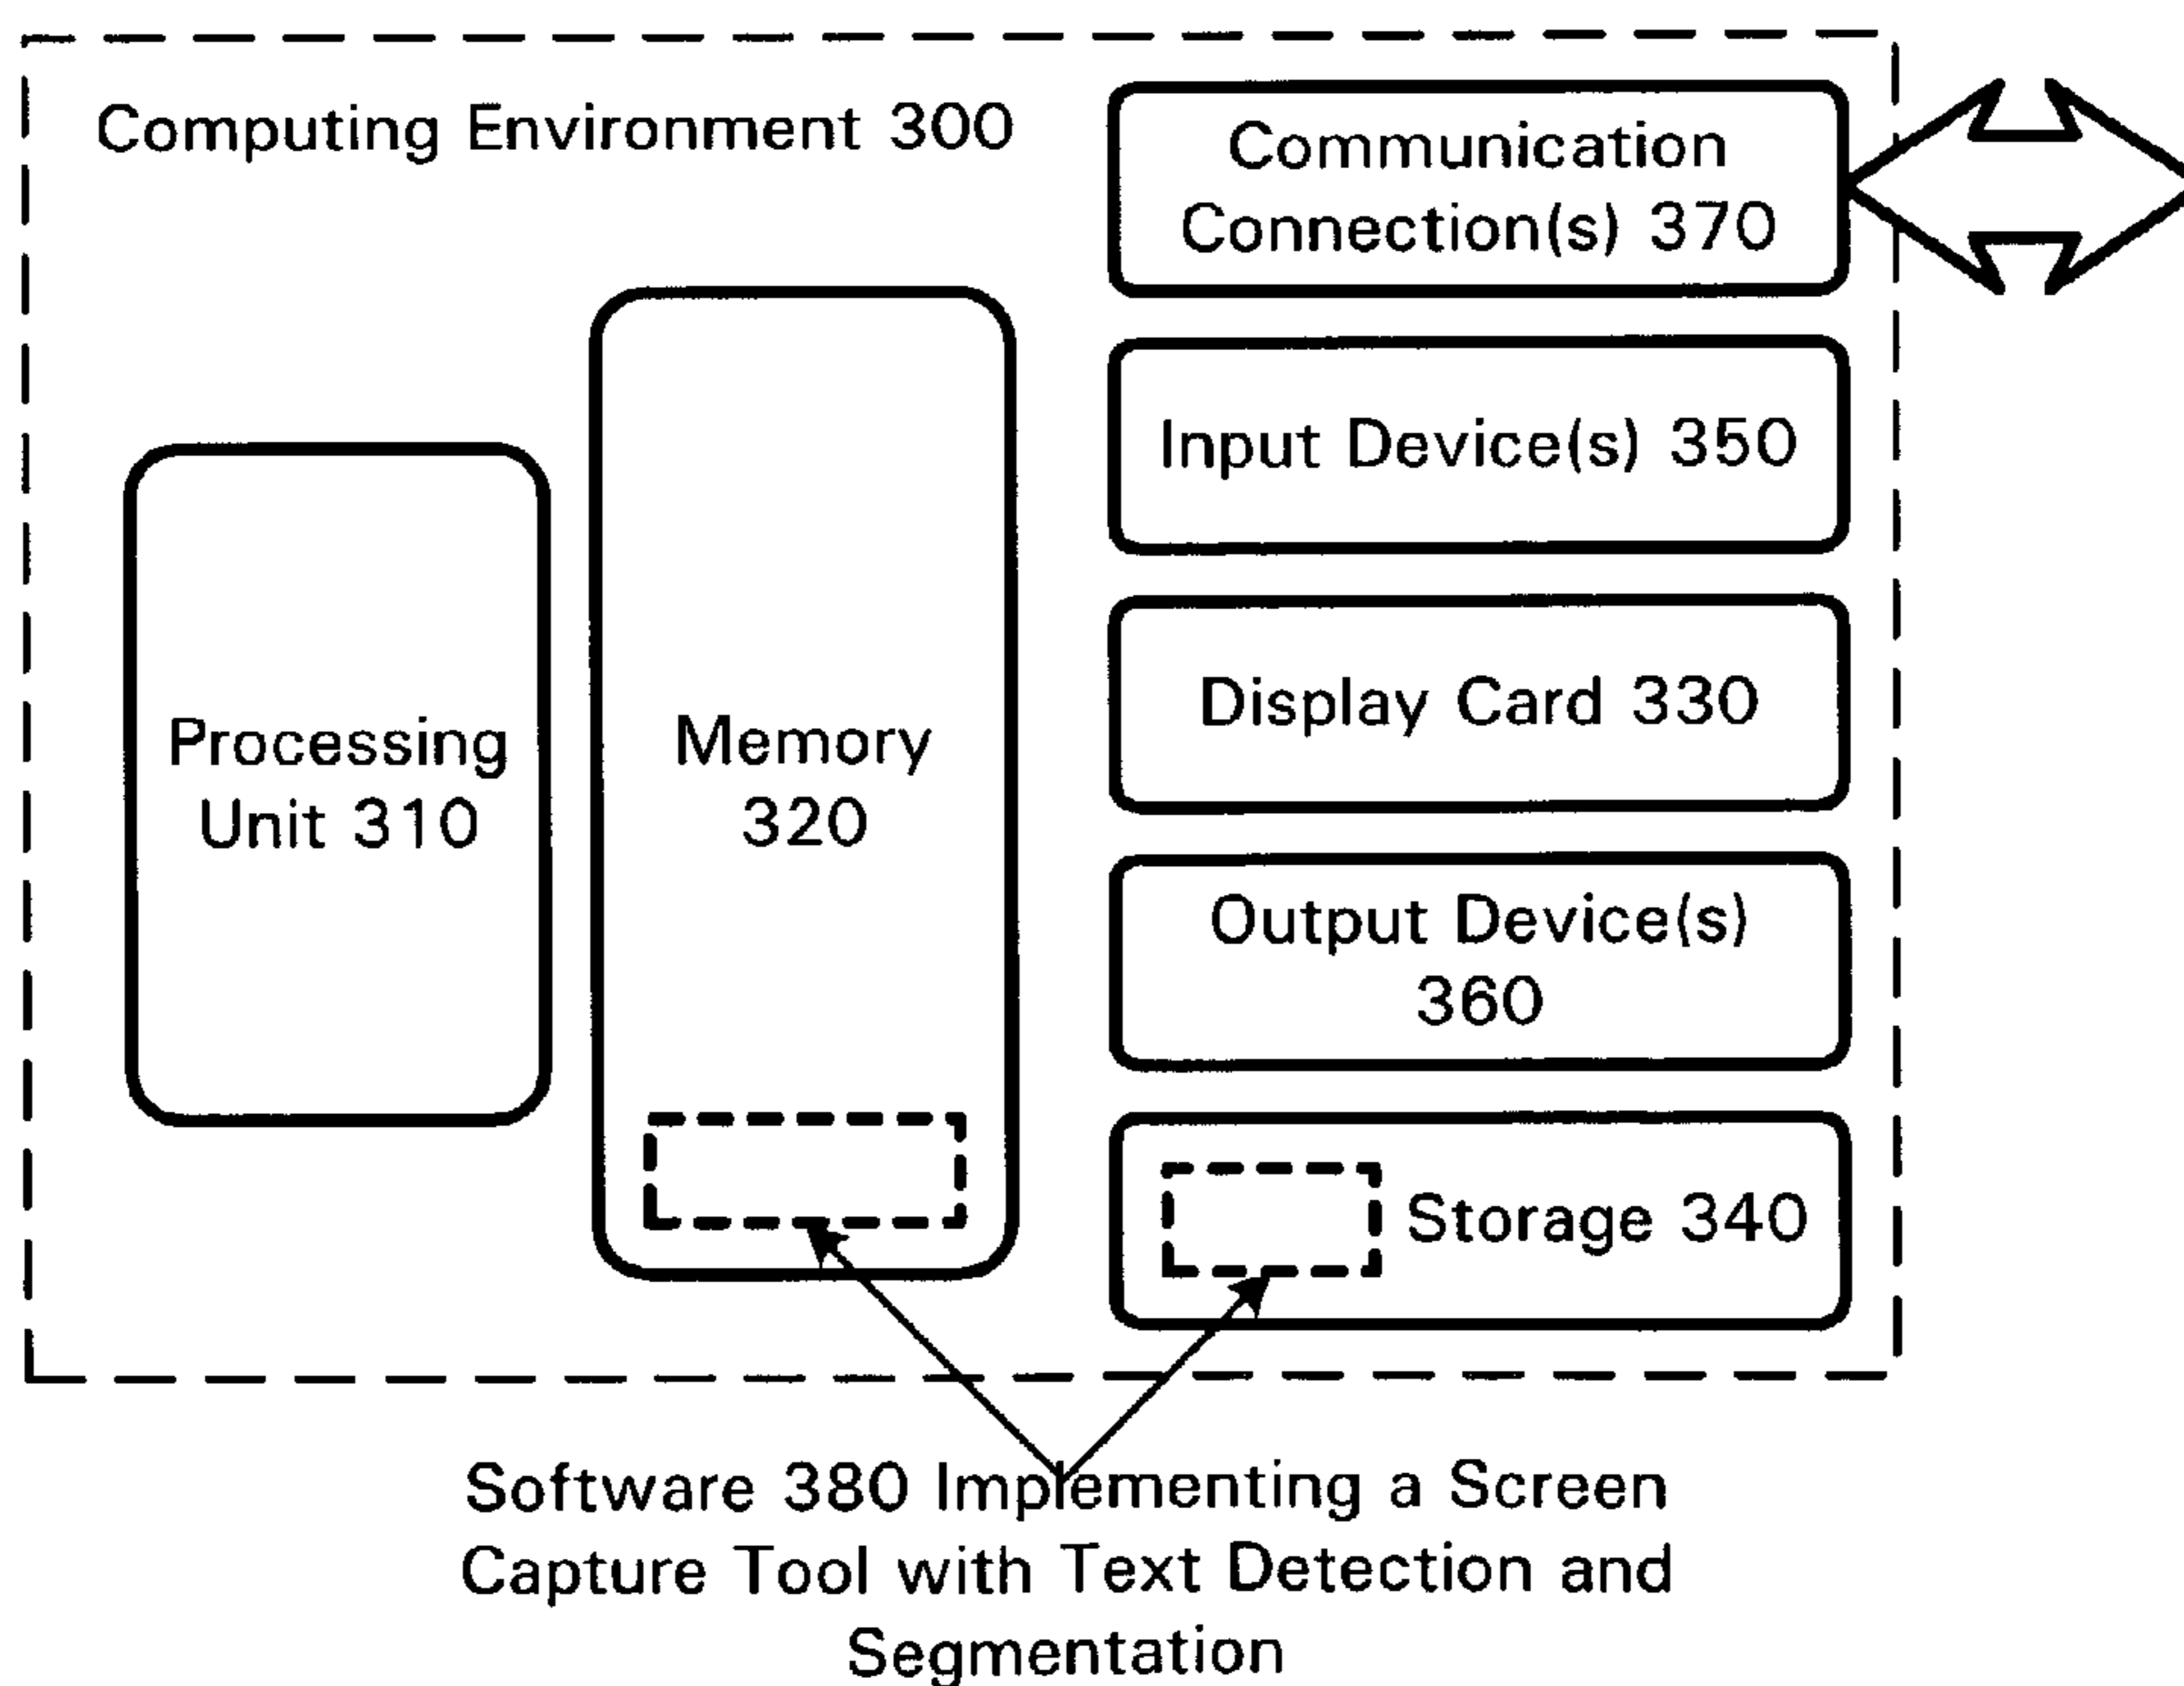 Computing Environment 300
Communication
Connection(s) 370
Input Device(s) 350
Display Card 330
Processing
Unit 310
Memory
320
Output Device(s)
360
Storage 340
Software 380 Implementing a Screen
Capture Tool with Text Detection and
Segmentation